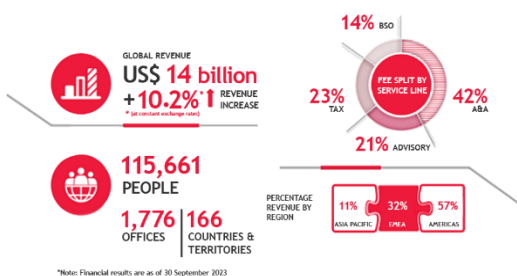 GLOBAL REVENUE
US$ 14 billion
+10.2%* REVENUE INCREASE
* (at constant exchange rates)
115,661
PEOPLE
1,776 OFFICES
166 COUNTRIES & TERRITORIES
14% BSO
FEE SPLIT BY
SERVICE LINE
23% TAX
42% A&A
21% ADVISORY
PERCENTAGE
REVENUE BY
REGION
11% ASIA PACIFIC
32% EMEA
57% AMERICAS
*Note: Financial results are as of 30 September 2023